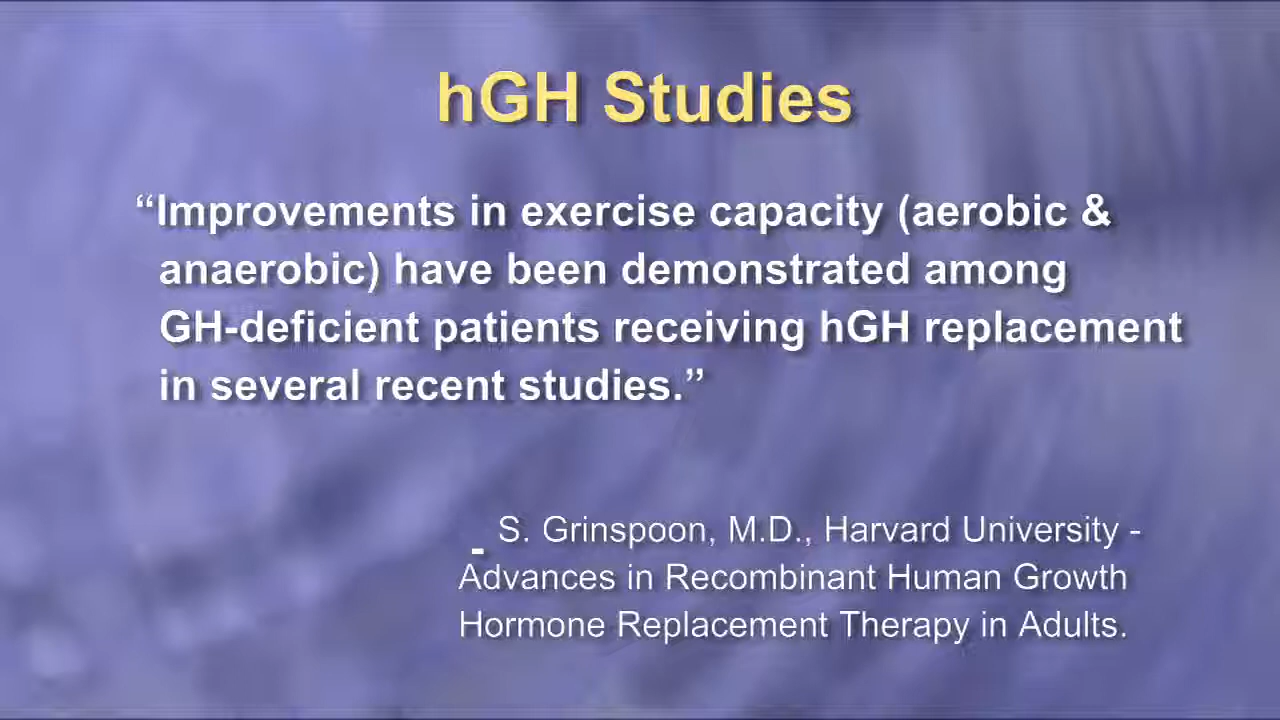 hGH Studies
“Improvements in exercise capacity (aerobic &
anaerobic) have been demonstrated among
GH-deficient patients receiving hGH replacement
in several recent studies.”
- S. Grinspoon, M.D., Harvard University -
Advances in Recombinant Human Growth
Hormone Replacement Therapy in Adults.